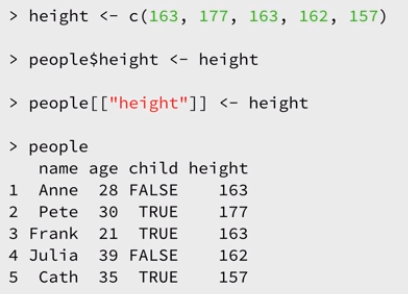 > height <- c(163, 177, 163, 162, 157)
> people$height <- height
> people[["height"]] <- height
> people
   name age child height
1  Anne  28 FALSE    163
2  Pete  30  TRUE    177
3 Frank  21  TRUE    163
4 Julia  39 FALSE    162
5  Cath  35  TRUE    157